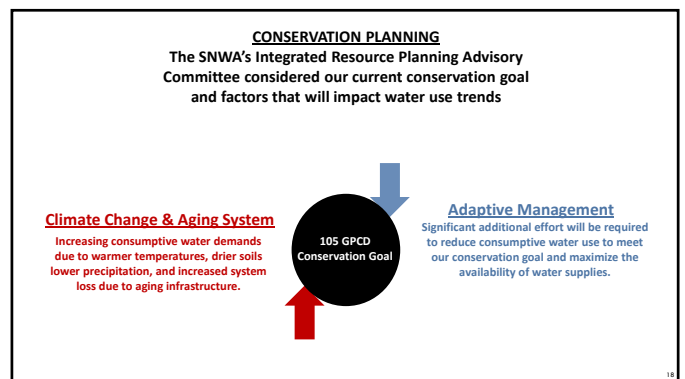 CONSERVATION PLANNING
The SNWA's Integrated Resource Planning Advisory
Committee considered our current conservation goal
and factors that will impact water use trends
Climate Change & Aging System
Increasing consumptive water demands
due to warmer temperatures, drier soils
lower precipitation, and increased system
loss due to aging infrastructure.
105 GPCD
Conservation Goal
Adaptive Management
Significant additional effort will be required
to reduce consumptive water use to meet
our conservation goal and maximize the
availability of water supplies.
18